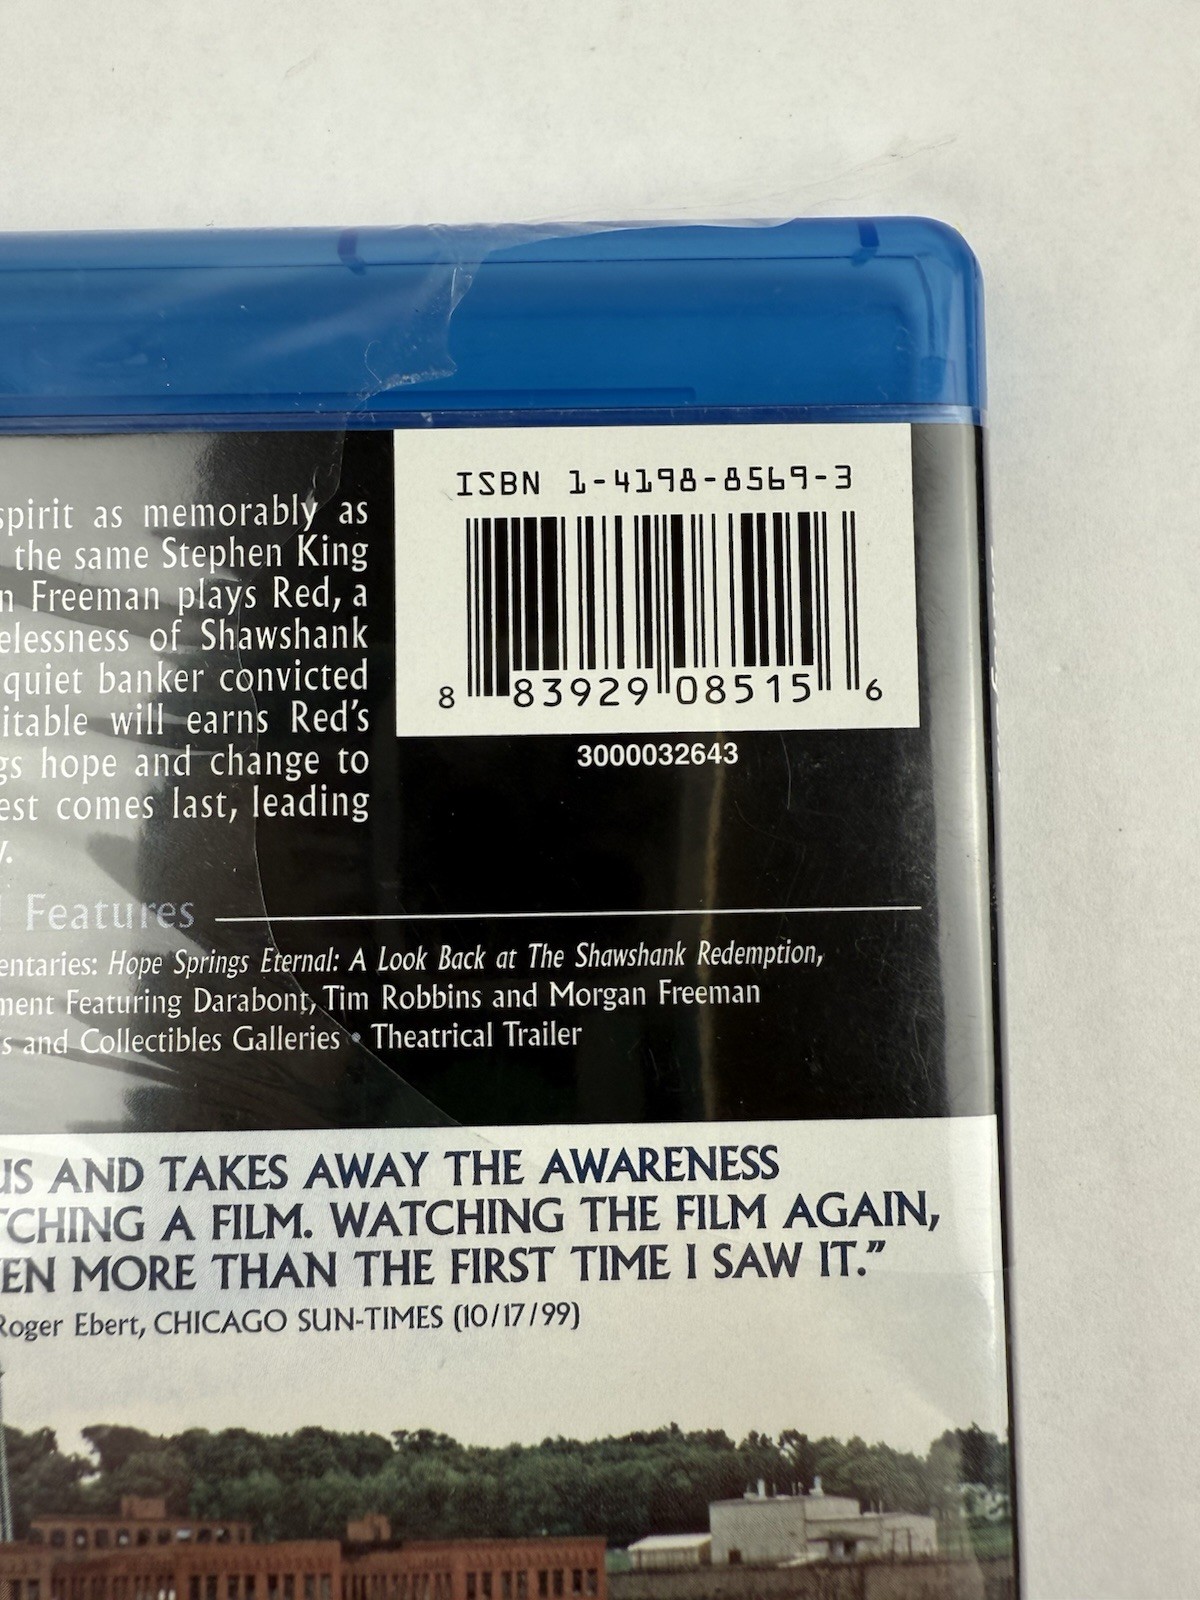 ISBN 1-4198-8569-3
8 83929 08515 6
3000032643
spirit as memorably as
the same Stephen King
n Freeman plays Red, a
elessness of Shawshank
quiet banker convicted
itable will earns Red's
gs hope and change to
est comes last, leading
y.
l Features
entaries: Hope Springs Eternal: A Look Back at The Shawshank Redemption,
ment Featuring Darabont, Tim Robbins and Morgan Freeman
s and Collectibles Galleries • Theatrical Trailer
US AND TAKES AWAY THE AWARENESS
TCHING A FILM. WATCHING THE FILM AGAIN,
EN MORE THAN THE FIRST TIME I SAW IT."
Roger Ebert, CHICAGO SUN-TIMES (10/17/99)